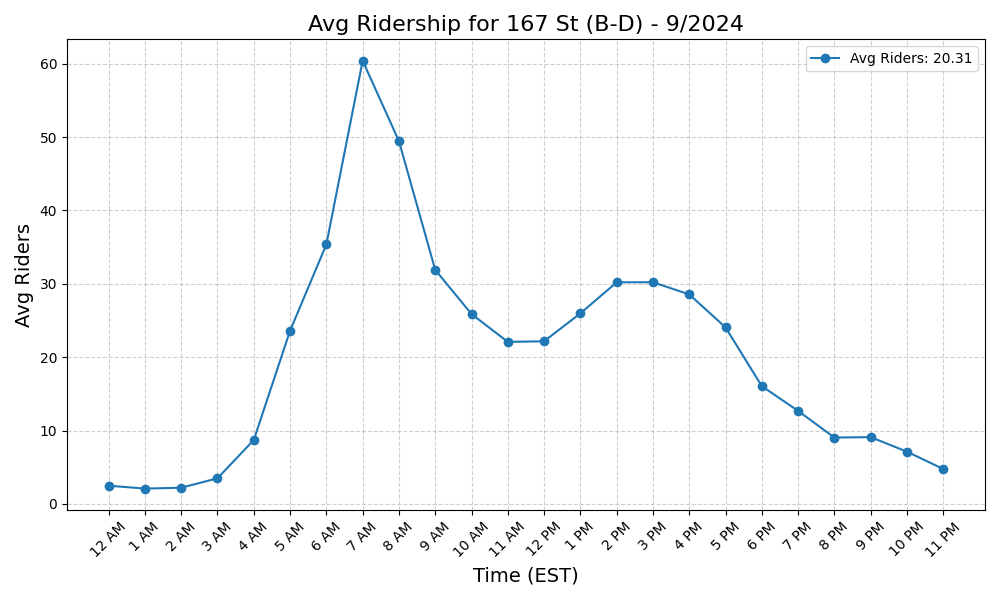 Avg Ridership for 167 St (B-D) - 9/2024
Avg Riders: 20.31
Avg Riders
60
50
40
30
20
10
0
12 AM
1 AM
2 AM
3 AM
4 AM
5 AM
6 AM
7 AM
8 AM
9 AM
10 AM
11 AM
12 PM
1 PM
2 PM
3 PM
4 PM
5 PM
6 PM
7 PM
8 PM
9 PM
10 PM
11 PM
Time (EST)